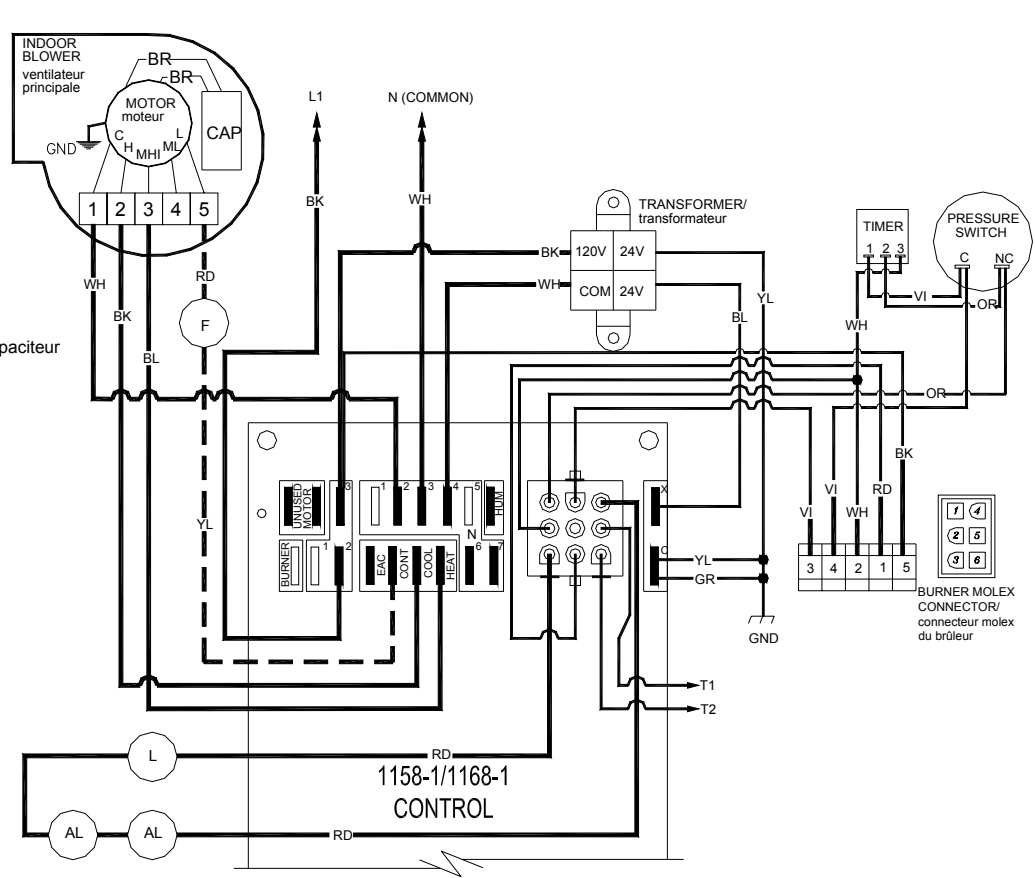 INDOOR
BLOWER
ventilateur
principale
BR
BR
MOTOR
moteur
C
H
MHI
ML
L
CAP
GND
1 2 3 4 5
L1
N (COMMON)
BK
WH
TRANSFORMER/
transformateur
120V 24V
COM 24V
BK
WH
YL
BL
TIMER
1 2 3
PRESSURE
SWITCH
C NC
VI
OR
WH
OR
WH
BK
BL
RD
F
paciteur
YL
UNUSED
MOTOR
3
1 2 3 4 5
HUM
N
BURNER
1 2
EAC
CONT
COOL
HEAT
6 7
X
C
YL
GR
GND
VI
VI
WH
RD
BK
3 4 2 1 5
1 4
2 5
3 6
BURNER MOLEX
CONNECTOR/
connecteur molex
du brûleur
T1
T2
L
RD
1158-1/1168-1
CONTROL
AL
AL
RD